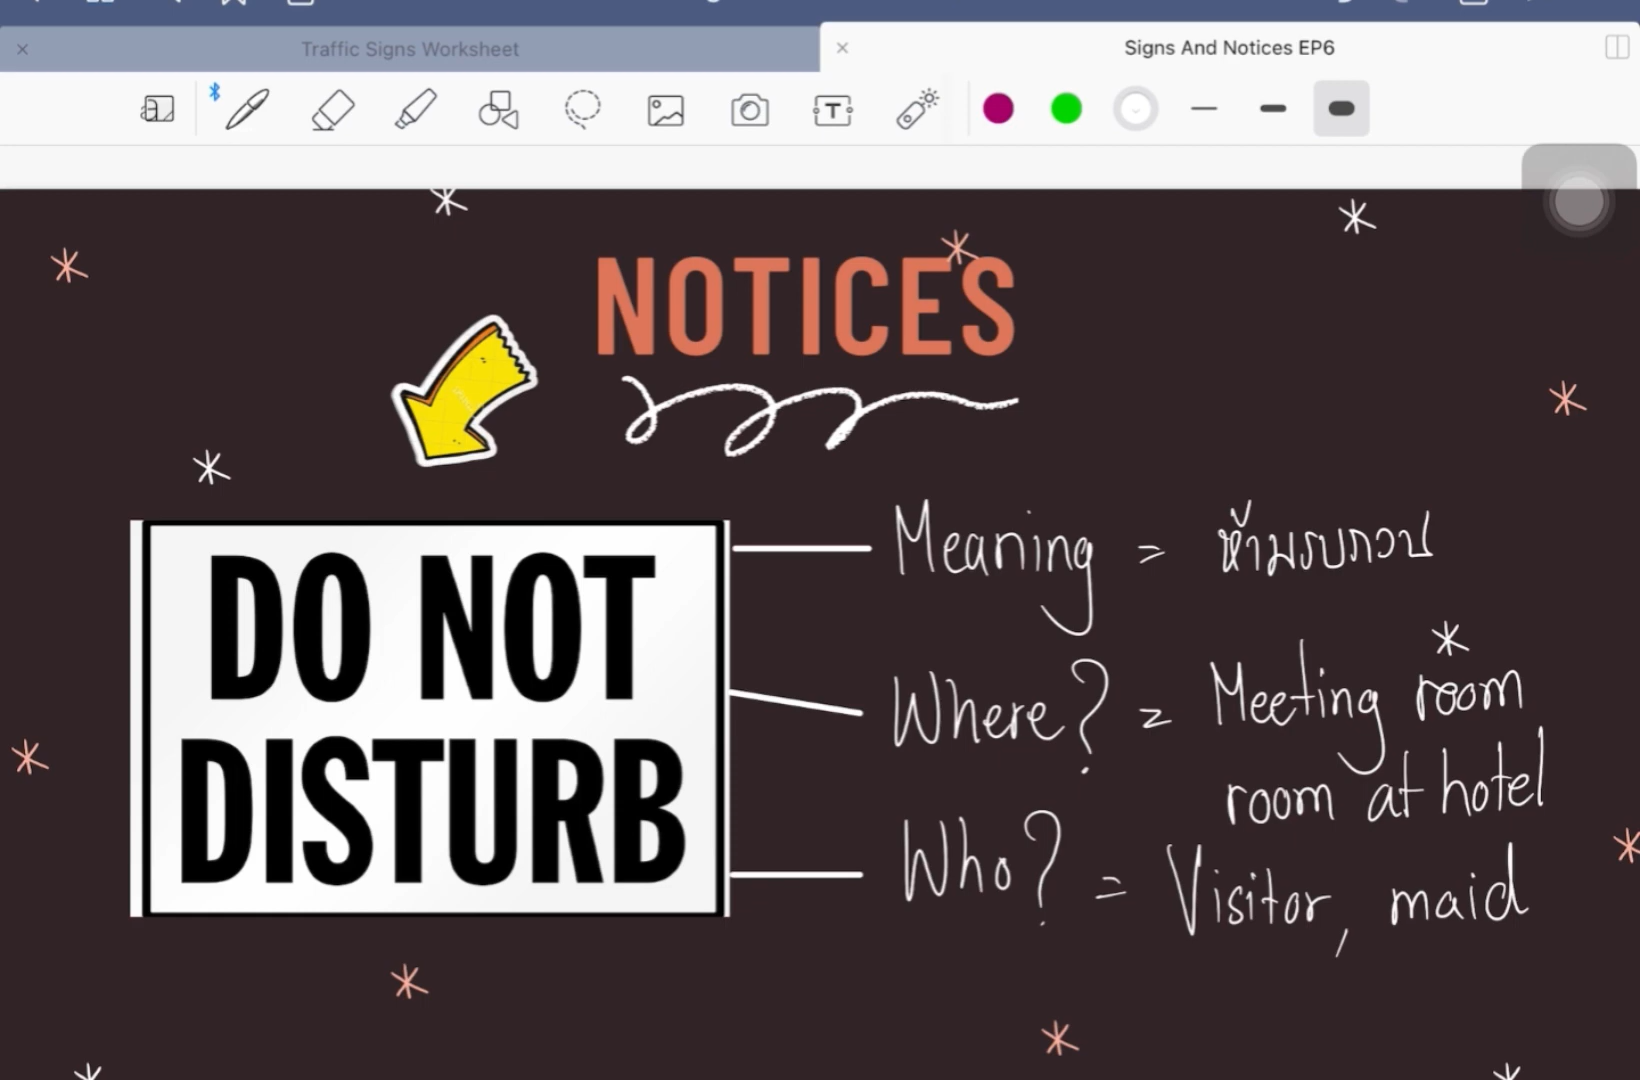 Traffic Signs Worksheet
Signs And Notices EP6
NOTICES
DO NOT
DISTURB
Meaning = ห้ามรบกวน
Where? = Meeting room
room at hotel
Who? = Visitor, maid